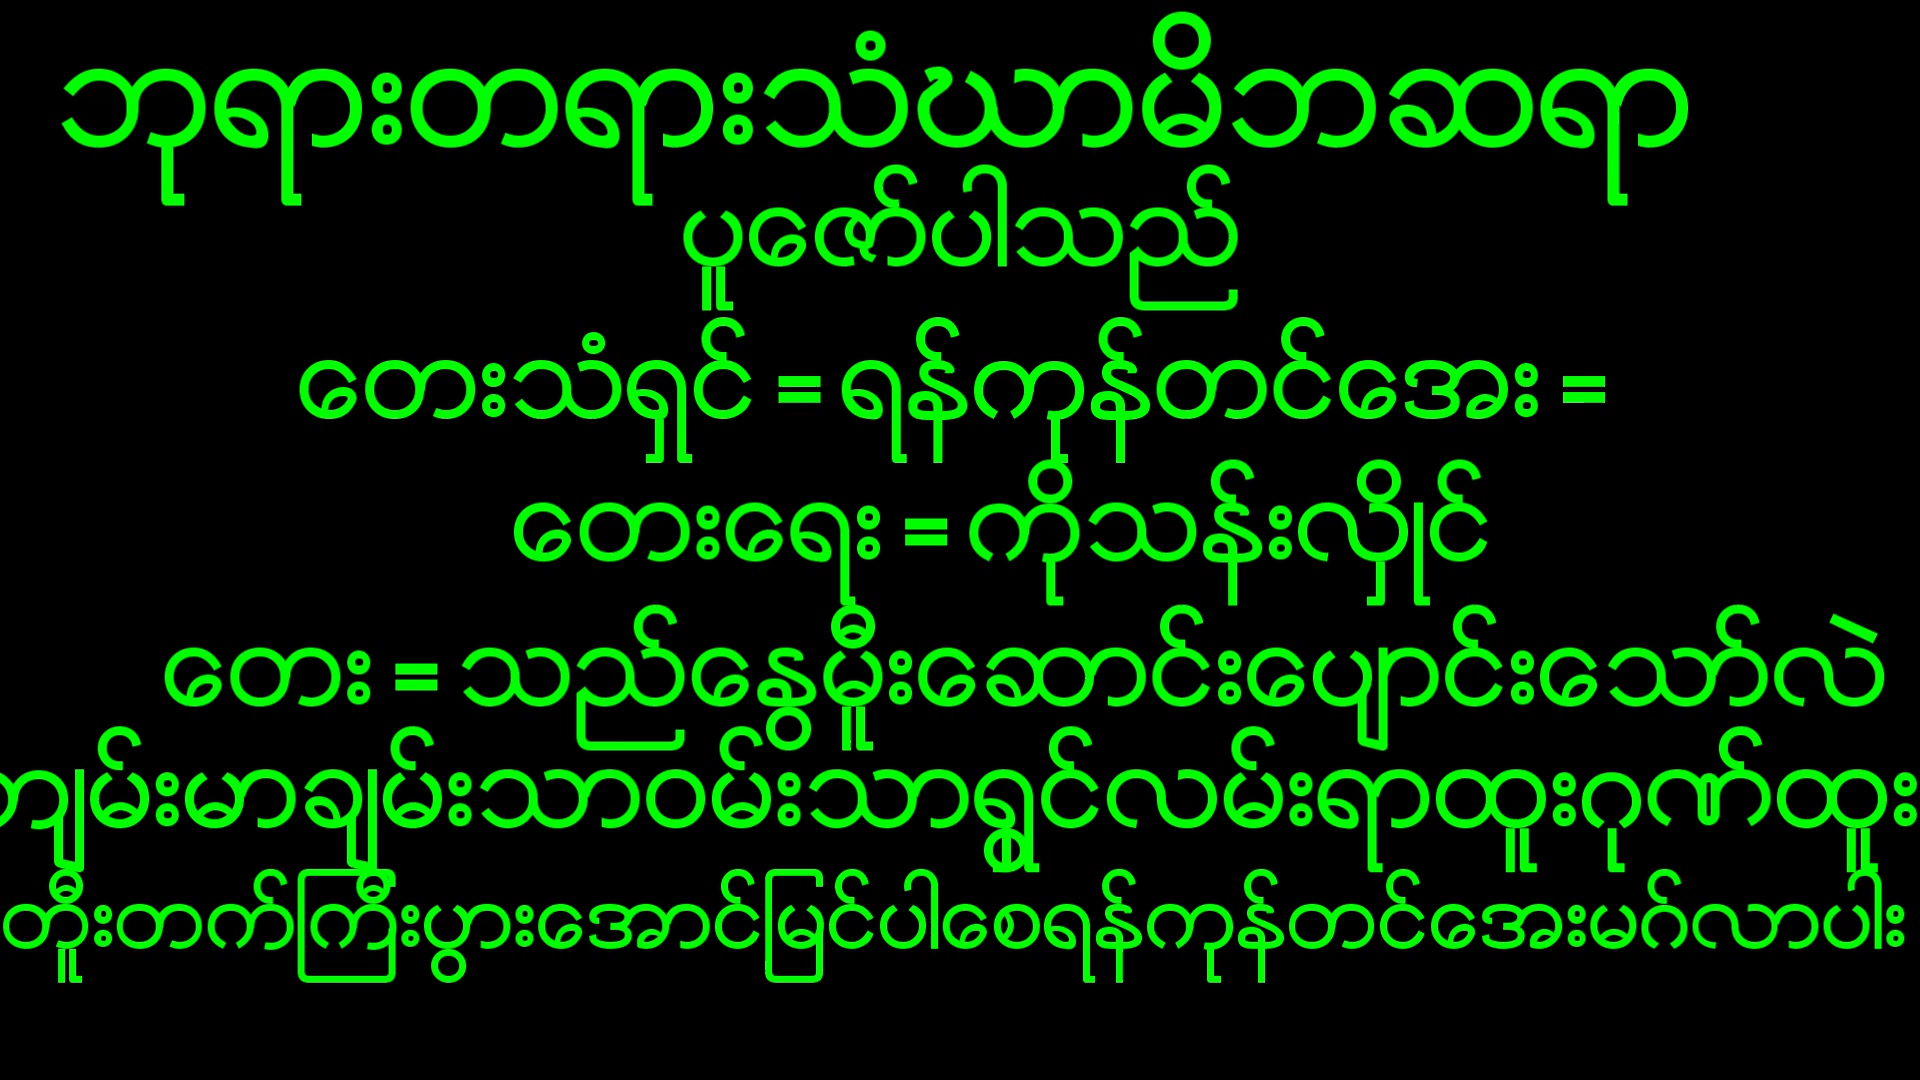 ဘုရားတရားသံဃာမိဘဆရာ
ပူဇော်ပါသည်
တေးသံရှင် = ရန်ကုန်တင်အေး =
တေးရေး = ကိုသန်းလှိုင်
တေး = သည်နွေမိူးဆောင်းပျောင်းသော်လဲ
ကျမ်းမာချမ်းသာဝမ်းသာရွှင်လမ်းရာထူးဂုဏ်ထူး
တိူးတက်ကြီးပွားအောင်မြင်ပါစေရန်ကုန်တင်အေးမင်္ဂလာပါး